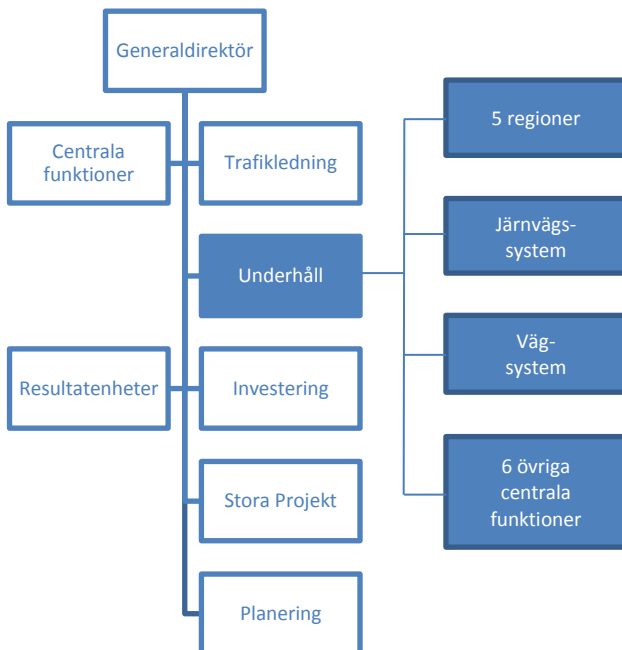 Generaldirektör
Centrala
funktioner
Trafikledning
Underhåll
Resultatenheter
Investering
Stora Projekt
Planering
5 regioner
Järnvägs-
system
Väg-
system
6 övriga
centrala
funktioner